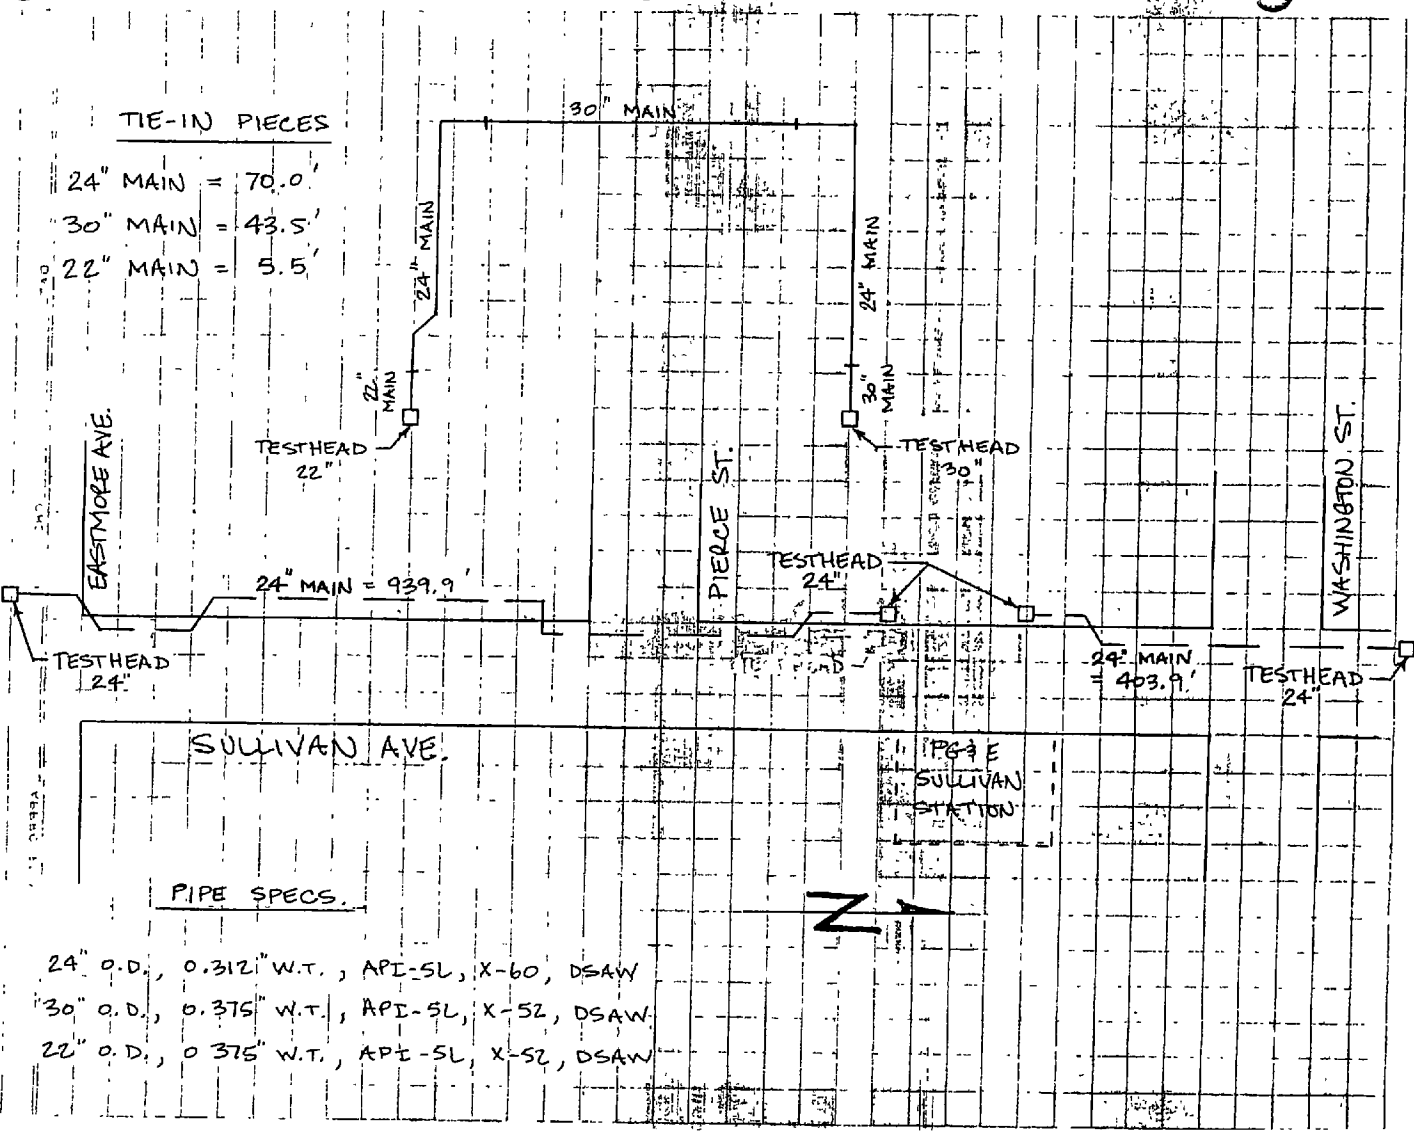 30" MAIN
TIE-IN PIECES
24" MAIN = 70.0'
30" MAIN = 43.5'
22" MAIN = 5.5'
24" MAIN
24" MAIN
22" MAIN
30" MAIN
TESTHEAD
22"
TESTHEAD
30"
EASTMORE AVE.
PIERCE ST.
WASHINGTON ST.
TESTHEAD
24"
24" MAIN = 939.9'
TESTHEAD
24"
24" MAIN
= 403.9'
TESTHEAD
24"
SULLIVAN AVE.
PG&E
SULLIVAN
STATION
PIPE SPECS.
N
24" O.D., 0.312" W.T., API-5L, X-60, DSAW
30" O.D., 0.375" W.T., API-5L, X-52, DSAW
22" O.D., 0.375" W.T., API-5L, X-52, DSAW